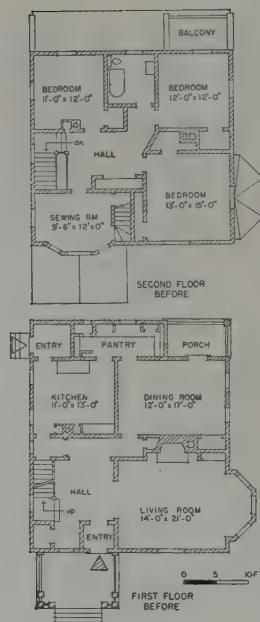 BALCONY
BEDROOM
11'-0" x 12'-0"
BEDROOM
12'-0" x 12'-0"
dn
HALL
BEDROOM
13'-0" x 15'-0"
SEWING RM
9'-6" x 12'-0"
SECOND FLOOR
BEFORE
ENTRY
PANTRY
PORCH
KITCHEN
11'-0" x 13'-0"
DINING ROOM
12'-0" x 17'-0"
HALL
up
LIVING ROOM
14'-0" x 21'-0"
ENTRY
0 5 10 FT
FIRST FLOOR
BEFORE